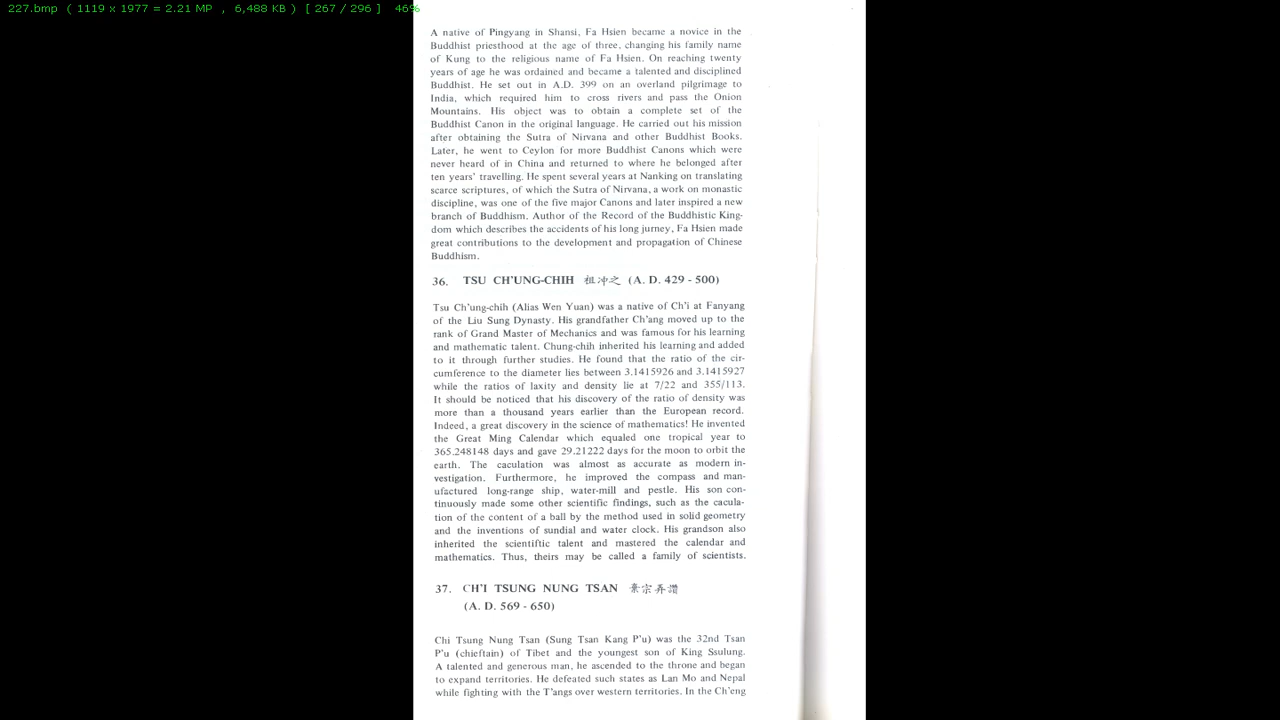 227.bmp ( 1119 x 1977 = 2.21 MP , 6,488 KB ) [ 267 / 296 ] 46%
A native of Pingyang in Shansi, Fa Hsien became a novice in the
Buddhist priesthood at the age of three, changing his family name
of Kung to the religious name of Fa Hsien. On reaching twenty
years of age he was ordained and became a talented and disciplined
Buddhist. He set out in A.D. 399 on an overland pilgrimage to
India, which required him to cross rivers and pass the Onion
Mountains. His object was to obtain a complete set of the
Buddhist Canon in the original language. He carried out his mission
after obtaining the Sutra of Nirvana and other Buddhist Books.
Later, he went to Ceylon for more Buddhist Canons which were
never heard of in China and returned to where he belonged after
ten years' travelling. He spent several years at Nanking on translating
scarce scriptures, of which the Sutra of Nirvana, a work on monastic
discipline, was one of the five major Canons and later inspired a new
branch of Buddhism. Author of the Record of the Buddhistic King-
dom which describes the accidents of his long jurney, Fa Hsien made
great contributions to the development and propagation of Chinese
Buddhism.
36. TSU CH'UNG-CHIH 祖冲之 (A. D. 429 - 500)
Tsu Ch'ung-chih (Alias Wen Yuan) was a native of Ch'i at Fanyang
of the Liu Sung Dynasty. His grandfather Ch'ang moved up to the
rank of Grand Master of Mechanics and was famous for his learning
and mathematic talent. Chung-chih inherited his learning and added
to it through further studies. He found that the ratio of the cir-
cumference to the diameter lies between 3.1415926 and 3.1415927
while the ratios of laxity and density lie at 7/22 and 355/113.
It should be noticed that his discovery of the ratio of density was
more than a thousand years earlier than the European record.
Indeed, a great discovery in the science of mathematics! He invented
the Great Ming Calendar which equaled one tropical year to
365.248148 days and gave 29.21222 days for the moon to orbit the
earth. The caculation was almost as accurate as modern in-
vestigation. Furthermore, he improved the compass and man-
ufactured long-range ship, water-mill and pestle. His son con-
tinuously made some other scientific findings, such as the cacula-
tion of the content of a ball by the method used in solid geometry
and the inventions of sundial and water clock. His grandson also
inherited the scientiftic talent and mastered the calendar and
mathematics. Thus, theirs may be called a family of scientists.
37. CH'I TSUNG NUNG TSAN 棄宗弄讚
(A. D. 569 - 650)
Chi Tsung Nung Tsan (Sung Tsan Kang P'u) was the 32nd Tsan
P'u (chieftain) of Tibet and the youngest son of King Ssulung.
A talented and generous man, he ascended to the throne and began
to expand territories. He defeated such states as Lan Mo and Nepal
while fighting with the T'angs over western territories. In the Ch'eng